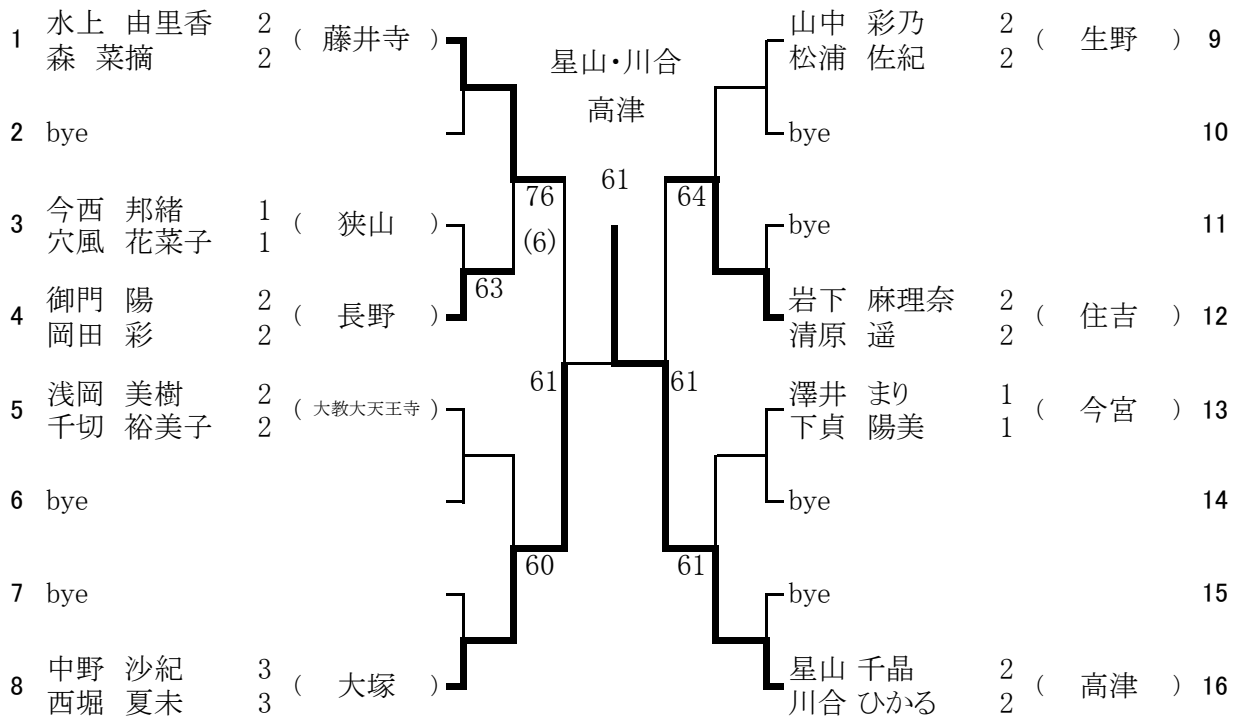 1 水上 由里香 2 ( 藤井寺 )
森 菜摘 2
2 bye
3 今西 邦緒 1 ( 狭山 )
穴風 花菜子 1
4 御門 陽 2 ( 長野 )
岡田 彩 2
5 浅岡 美樹 2 ( 大教大天王寺 )
千切 裕美子 2
6 bye
7 bye
8 中野 沙紀 3 ( 大塚 )
西堀 夏未 3
76
(6)
63
61
60
星山・川合
高津
61
64
61
61
山中 彩乃 2 ( 生野 ) 9
松浦 佐紀 2
bye 10
bye 11
岩下 麻理奈 2 ( 住吉 ) 12
清原 遥 2
澤井 まり 1 ( 今宮 ) 13
下貞 陽美 1
bye 14
bye 15
星山 千晶 2 ( 高津 ) 16
川合 ひかる 2